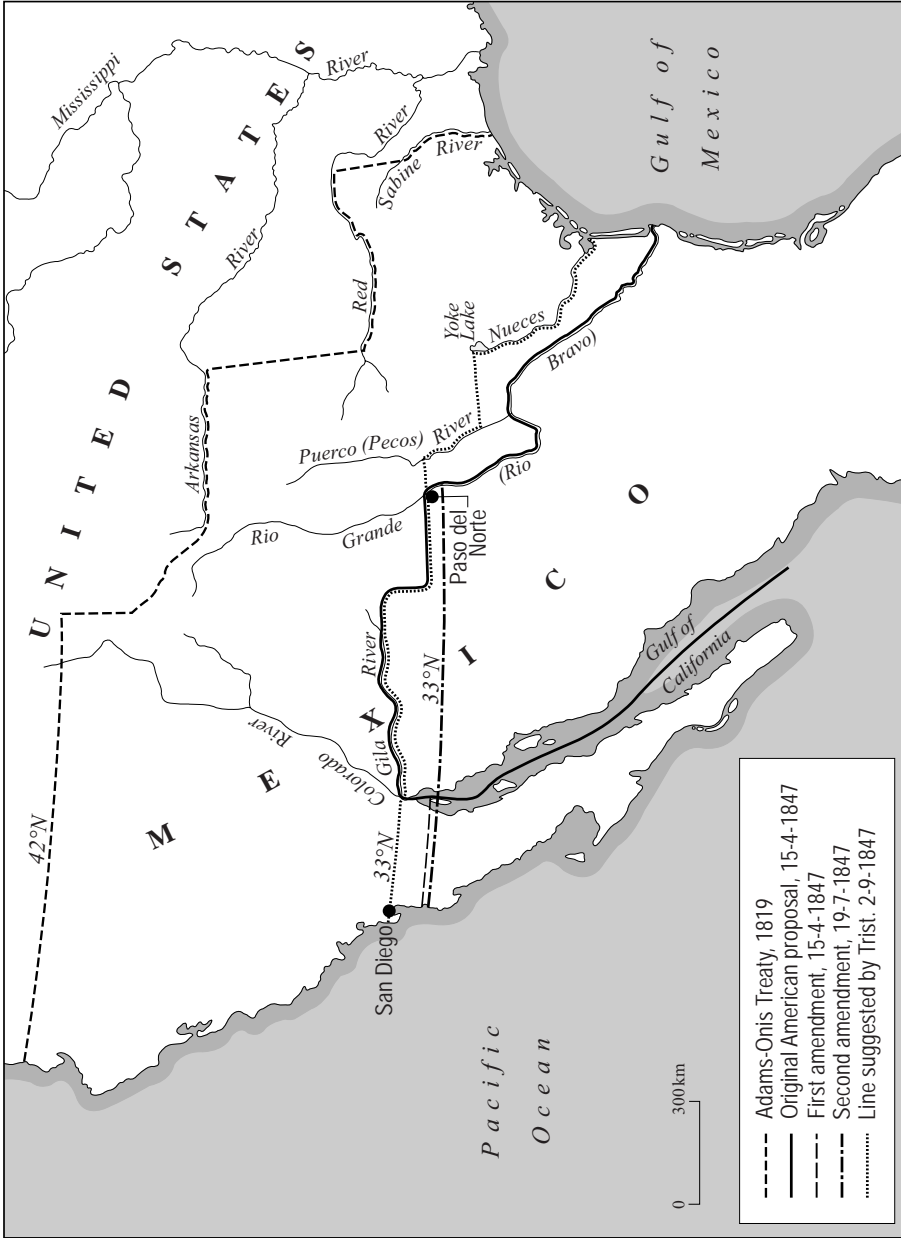 UNITED STATES
MEXICO
Mississippi
River
River
Arkansas
Red
River
Sabine
River
Yoke
Lake
Nueces
Puerco (Pecos)
River
Rio
Grande
(Rio
Bravo)
Paso del
Norte
Colorado
River
Gila
River
42°N
33°N
33°N
San Diego
Gulf of
California
Gulf of
Mexico
Pacific
Ocean
0
300 km
Adams-Onis Treaty, 1819
Original American proposal, 15-4-1847
First amendment, 15-4-1847
Second amendment, 19-7-1847
Line suggested by Trist. 2-9-1847